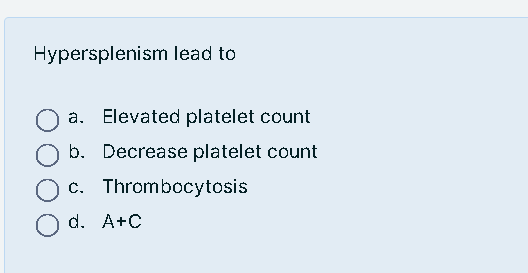 Hypersplenism lead to
a. Elevated platelet count
b. Decrease platelet count
c. Thrombocytosis
d. A+C